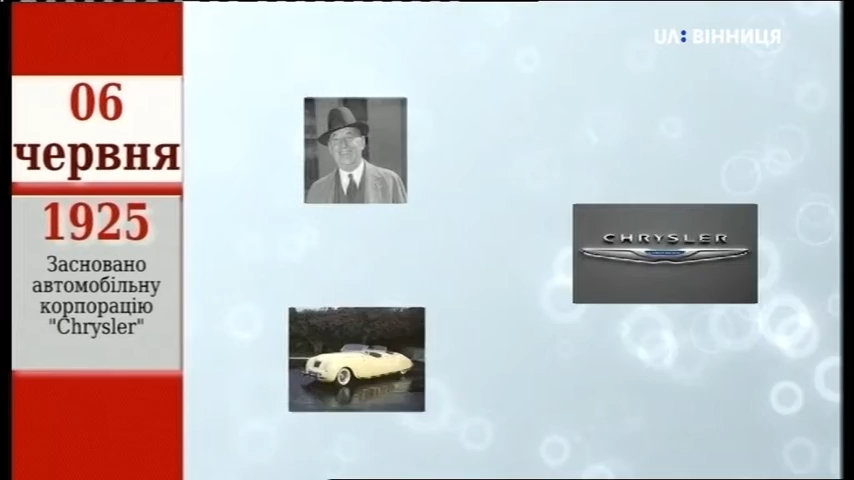 UA: ВІННИЦЯ
06
червня
1925
Засновано
автомобільну
корпорацію
"Chrysler"
CHRYSLER